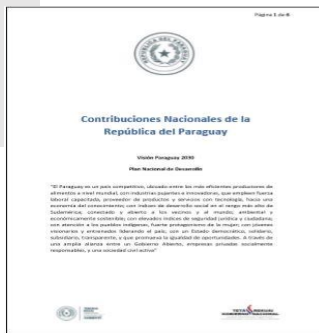 Página 1 de 6
REPÚBLICA DEL PARAGUAY
Contribuciones Nacionales de la
República del Paraguay
Visión Paraguay 2030
Plan Nacional de Desarrollo
"El Paraguay es un país competitivo, ubicado entre los más eficientes productores de
alimentos a nivel mundial, con industrias pujantes e innovadoras, que empleen fuerza
laboral capacitada, proveedor de productos y servicios con tecnología, hacia una
economía del conocimiento; con índices de desarrollo social en el rango más alto de
Sudamérica; conectado y abierto a los vecinos y al mundo; ambiental y
económicamente sostenible; con elevados índices de seguridad jurídica y ciudadana;
con atención a los pueblos indígenas, fuerte protagonismo de la mujer; con jóvenes
visionarios y entrenados liderando el país; con un Estado democrático, solidario,
subsidiario, transparente, y que promueva la igualdad de oportunidades. A través de
una amplia alianza entre un Gobierno Abierto, empresas privadas socialmente
responsables, y una sociedad civil activa"